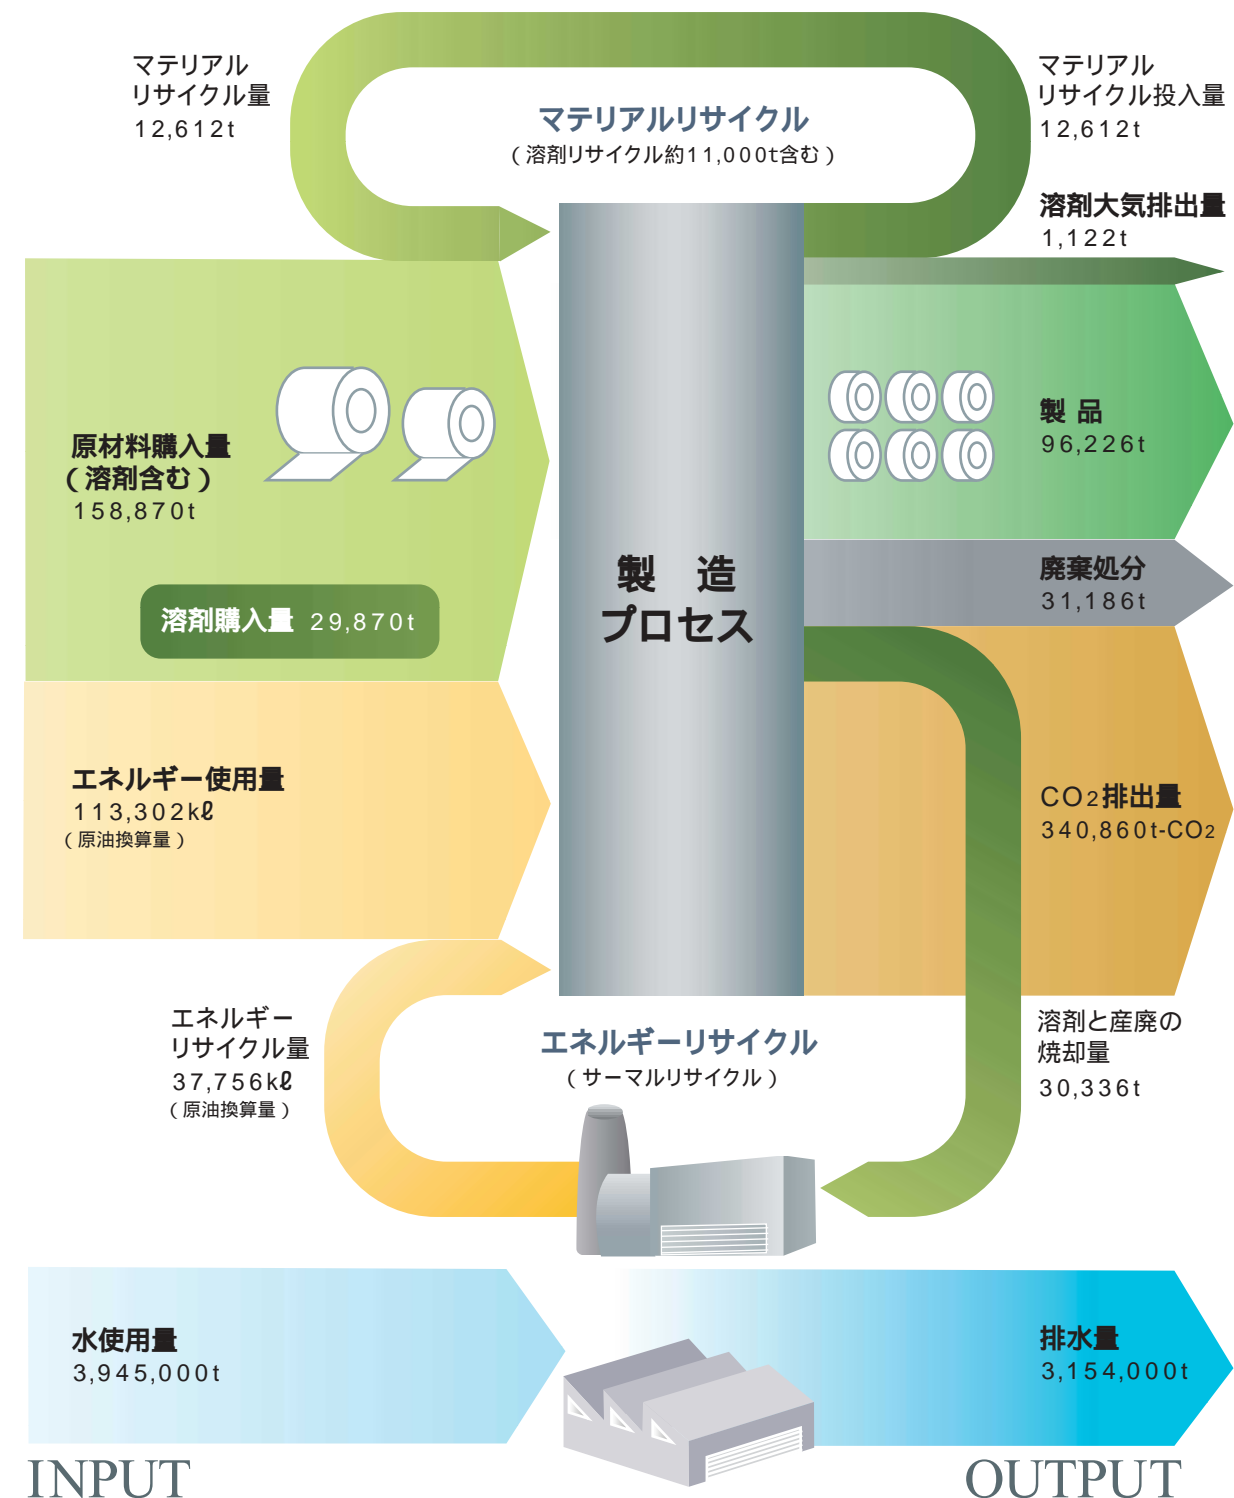 マテリアル
リサイクル量
12,612t
マテリアルリサイクル
（溶剤リサイクル約11,000t含む）
マテリアル
リサイクル投入量
12,612t
溶剤大気排出量
1,122t
原材料購入量
（溶剤含む）
158,870t
溶剤購入量 29,870t
製 造
プロセス
製 品
96,226t
廃棄処分
31,186t
エネルギー使用量
113,302kℓ
（原油換算量）
CO2排出量
340,860t-CO2
エネルギー
リサイクル量
37,756kℓ
（原油換算量）
エネルギーリサイクル
（サーマルリサイクル）
溶剤と産廃の
焼却量
30,336t
水使用量
3,945,000t
排水量
3,154,000t
INPUT
OUTPUT